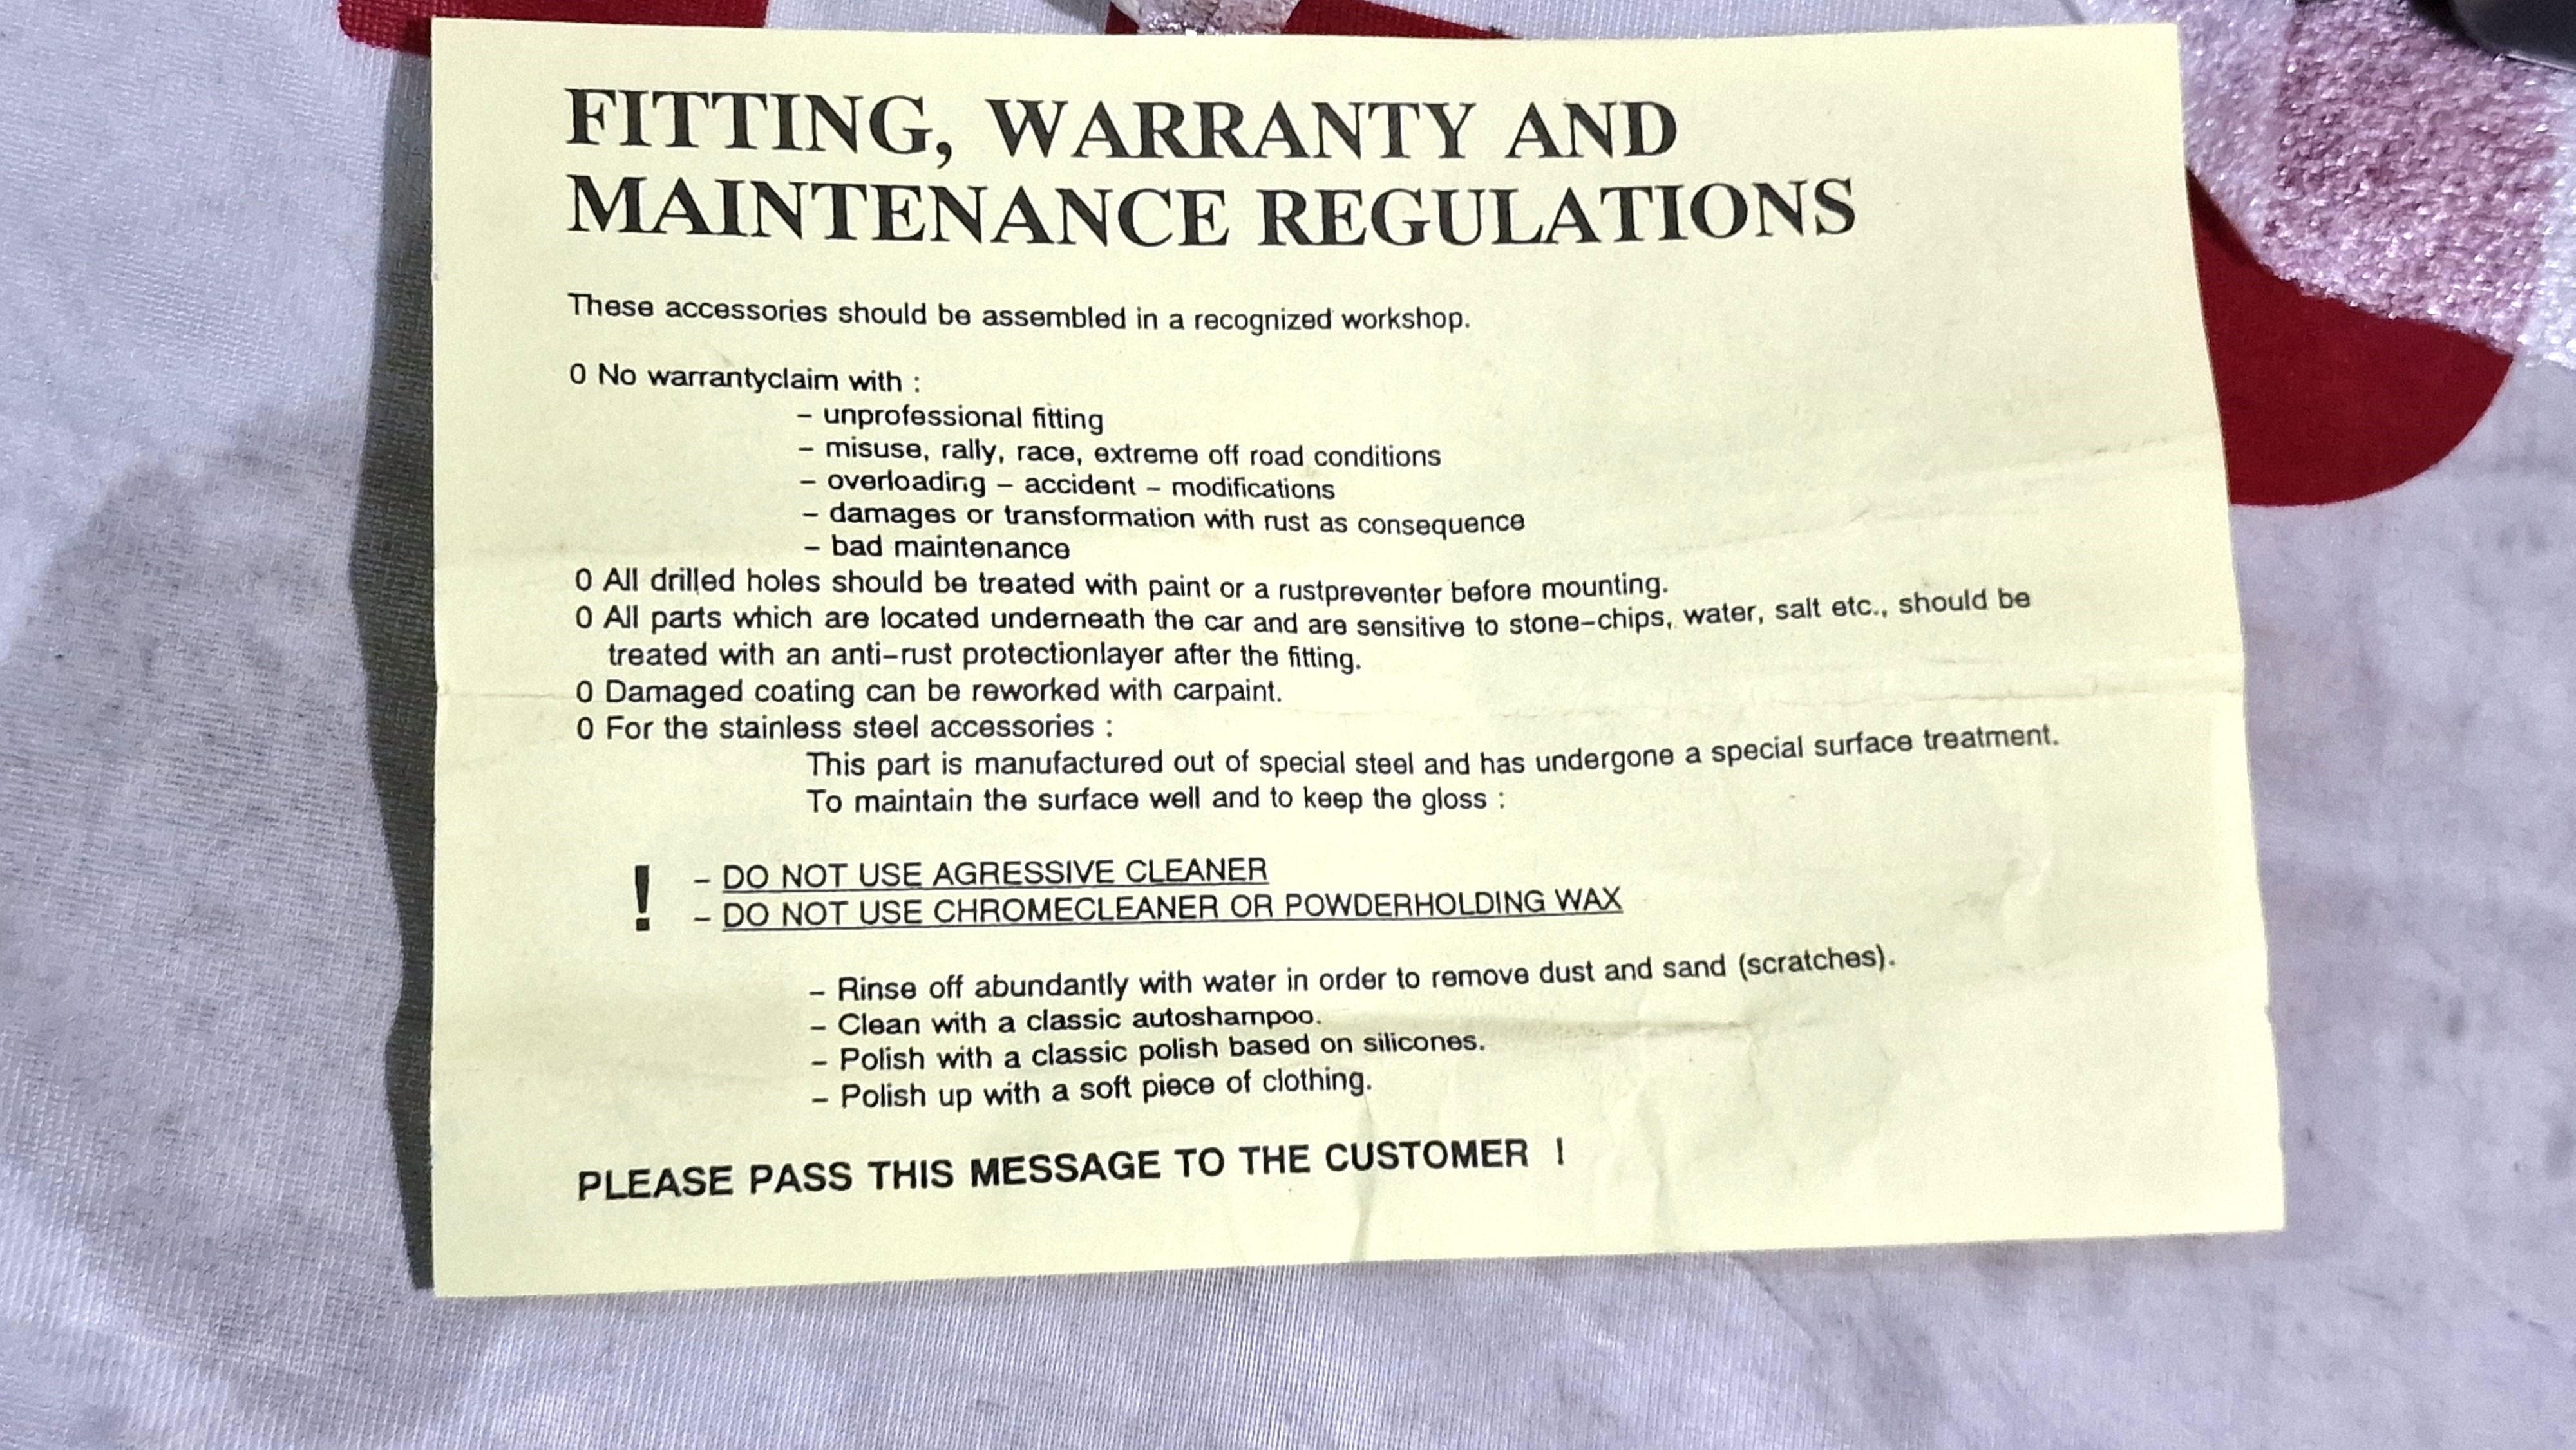 FITTING, WARRANTY AND
MAINTENANCE REGULATIONS
These accessories should be assembled in a recognized workshop.
0 No warrantyclaim with :
– unprofessional fitting
– misuse, rally, race, extreme off road conditions
– overloading – accident – modifications
– damages or transformation with rust as consequence
– bad maintenance
0 All drilled holes should be treated with paint or a rustpreventer before mounting.
0 All parts which are located underneath the car and are sensitive to stone–chips, water, salt etc., should be
treated with an anti–rust protectionlayer after the fitting.
0 Damaged coating can be reworked with carpaint.
0 For the stainless steel accessories :
This part is manufactured out of special steel and has undergone a special surface treatment.
To maintain the surface well and to keep the gloss :
! – DO NOT USE AGRESSIVE CLEANER
– DO NOT USE CHROMECLEANER OR POWDERHOLDING WAX
– Rinse off abundantly with water in order to remove dust and sand (scratches).
– Clean with a classic autoshampoo.
– Polish with a classic polish based on silicones.
– Polish up with a soft piece of clothing.
PLEASE PASS THIS MESSAGE TO THE CUSTOMER !